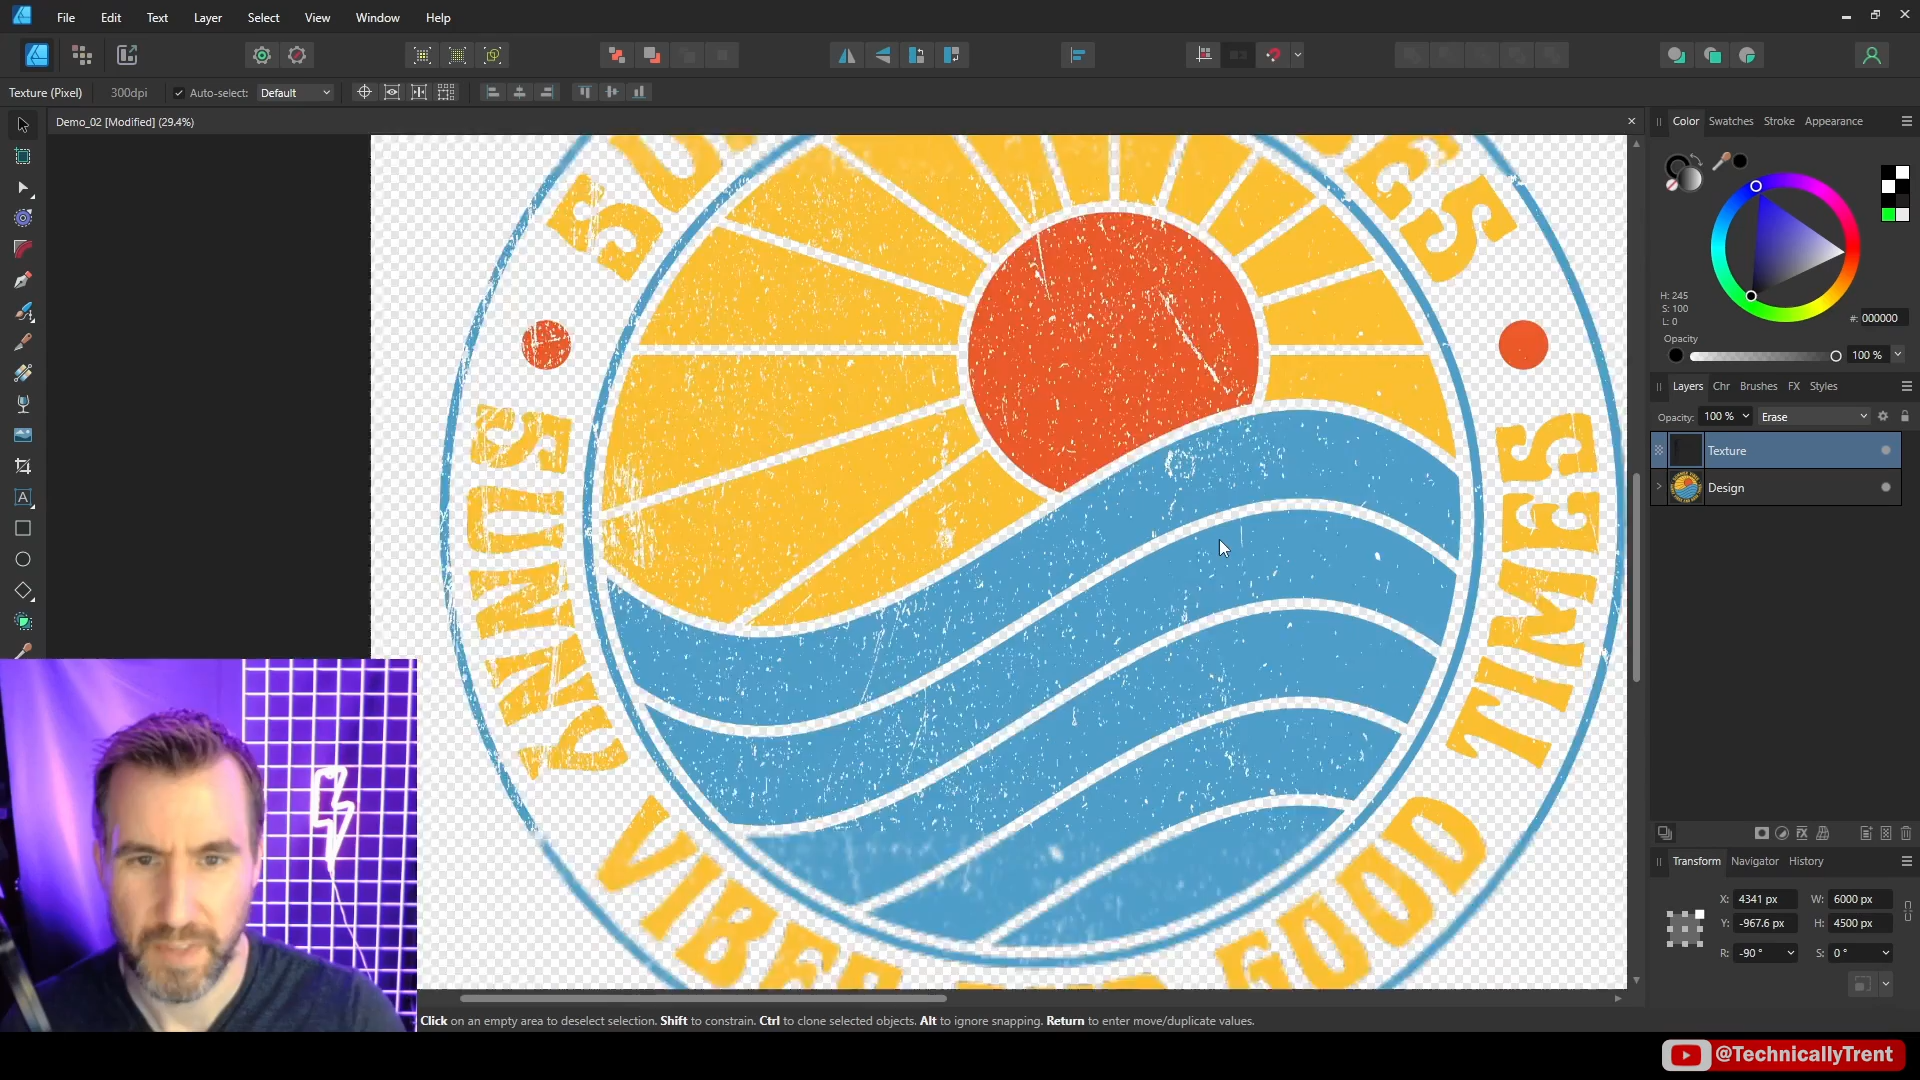 File Edit Text Layer Select View Window Help
Texture (Pixel) 300dpi Auto-select: Default
Demo_02 [Modified] (29.4%)
Color Swatches Stroke Appearance
H: 245
S: 100
L: 0
#: 000000
Opacity
100 %
Layers Chr Brushes FX Styles
Opacity: 100 % Erase
Texture
Design
SUNNY
TIMES
VIBES
GOOD
Transform Navigator History
X: 4341 px W: 6000 px
Y: -967.6 px H: 4500 px
R: -90 ° S: 0 °
Click on an empty area to deselect selection. Shift to constrain. Ctrl to clone selected objects. Alt to ignore snapping. Return to enter move/duplicate values.
@TechnicallyTrent